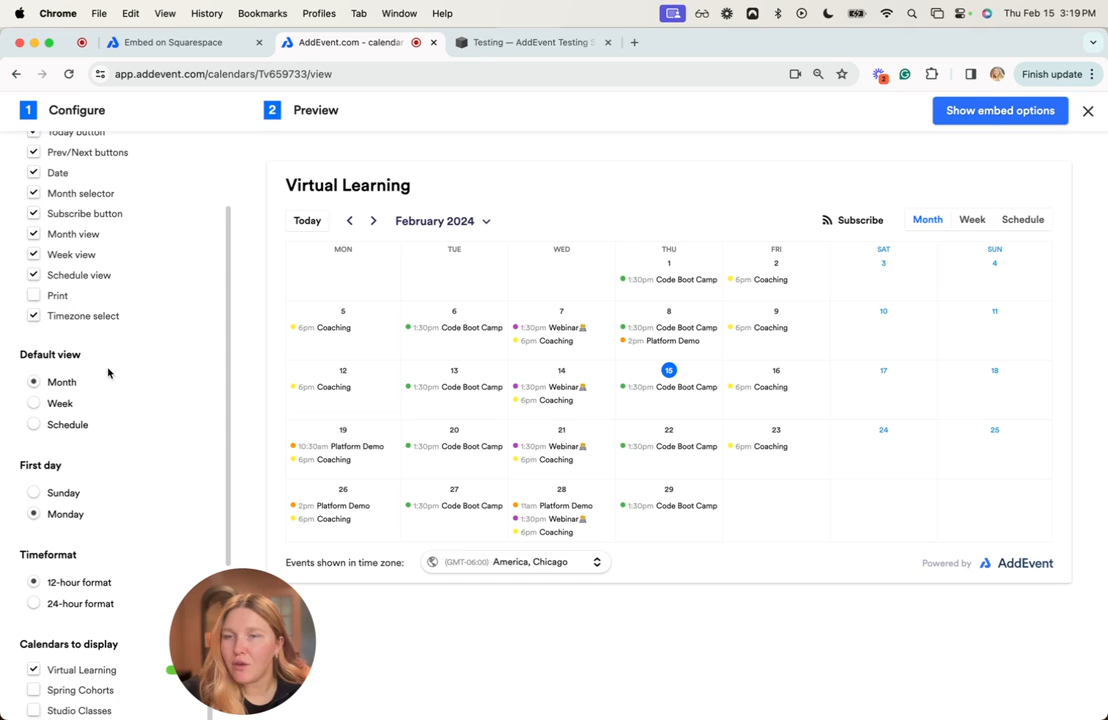 Chrome File Edit View History Bookmarks Profiles Tab Window Help Thu Feb 15 3:19 PM
Embed on Squarespace AddEvent.com - calendar Testing — AddEvent Testing S
app.addevent.com/calendars/Tv659733/view 2 Finish update
1 Configure 2 Preview Show embed options
Today button
Prev/Next buttons
Date
Month selector
Subscribe button
Month view
Week view
Schedule view
Print
Timezone select
Default view
Month
Week
Schedule
First day
Sunday
Monday
Timeformat
12-hour format
24-hour format
Calendars to display
Virtual Learning
Spring Cohorts
Studio Classes
Virtual Learning
Today February 2024 Subscribe Month Week Schedule
MON TUE WED THU FRI SAT SUN
1 2 3 4
1:30pm Code Boot Camp 6pm Coaching
5 6 7 8 9 10 11
6pm Coaching 1:30pm Code Boot Camp 1:30pm Webinar 1:30pm Code Boot Camp 6pm Coaching
6pm Coaching 2pm Platform Demo
12 13 14 15 16 17 18
6pm Coaching 1:30pm Code Boot Camp 1:30pm Webinar 1:30pm Code Boot Camp 6pm Coaching
6pm Coaching
19 20 21 22 23 24 25
10:30am Platform Demo 1:30pm Code Boot Camp 1:30pm Webinar 1:30pm Code Boot Camp 6pm Coaching
6pm Coaching 6pm Coaching
26 27 28 29
2pm Platform Demo 1:30pm Code Boot Camp 11am Platform Demo 1:30pm Code Boot Camp
6pm Coaching 1:30pm Webinar
6pm Coaching
Events shown in time zone: (GMT-06:00) America, Chicago Powered by AddEvent